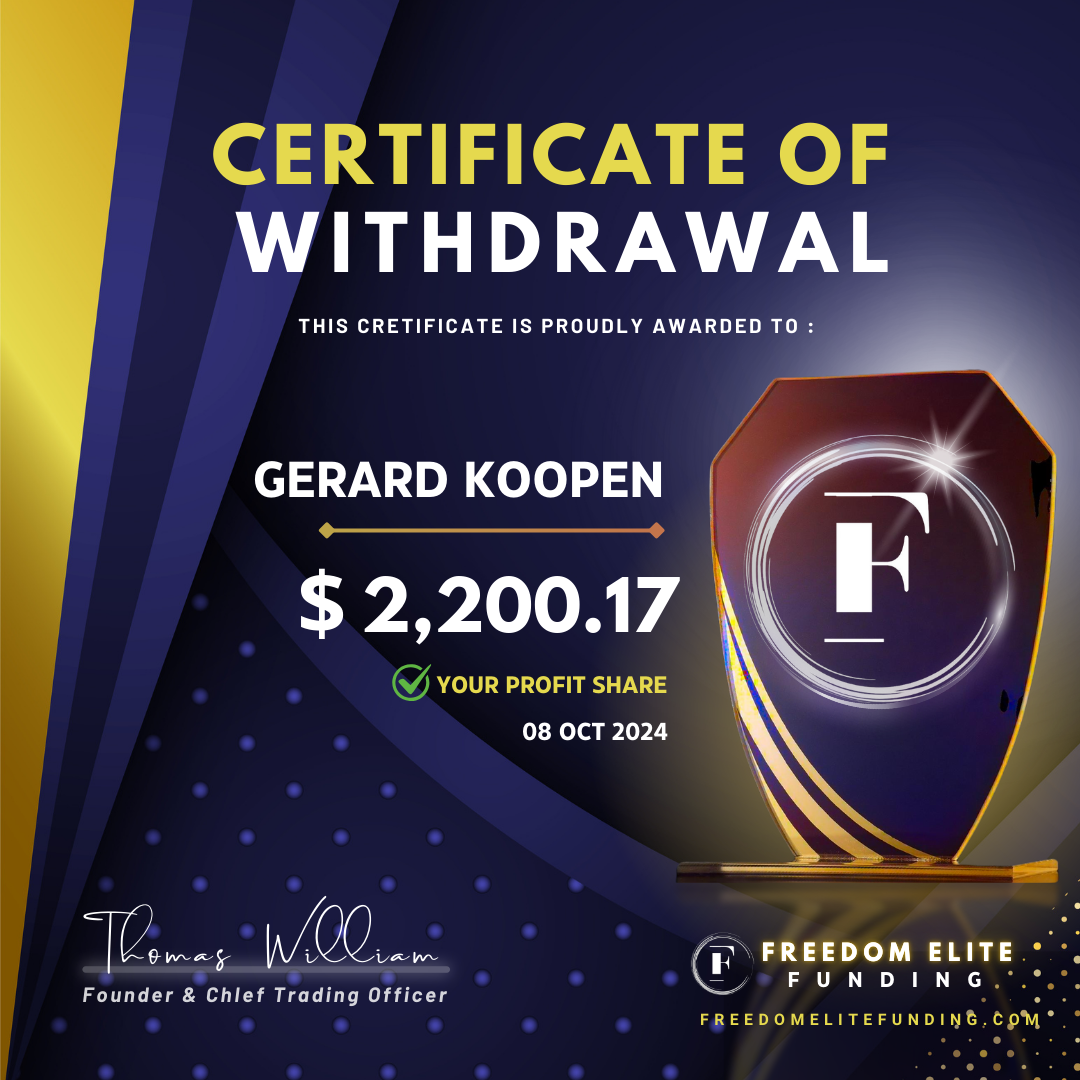 CERTIFICATE OF
WITHDRAWAL
THIS CRETIFICATE IS PROUDLY AWARDED TO :
GERARD KOOPEN
$ 2,200.17
YOUR PROFIT SHARE
08 OCT 2024
F
Thomas William
Founder & Chlef Trading Officer
F
FREEDOM ELITE
FUNDING
FREEDOMELITEFUNDING.COM